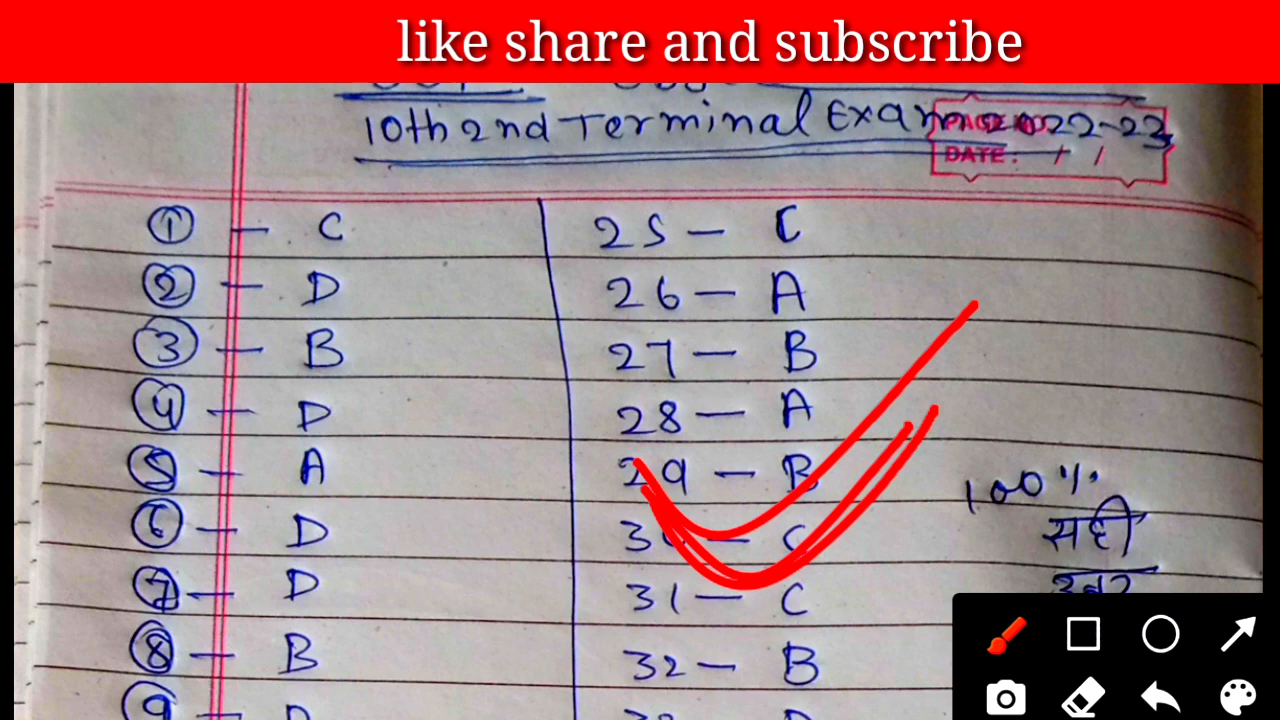 like share and subscribe
10th 2nd Terminal Exam 2022-23
DATE : / /
① — C
② — D
③ — B
④ — D
⑤ — A
⑥ — D
⑦ — D
⑧ — B
⑨ —
25 — C
26 — A
27 — B
28 — A
29 — B
30 — C
31 — C
32 — B
100%
सही